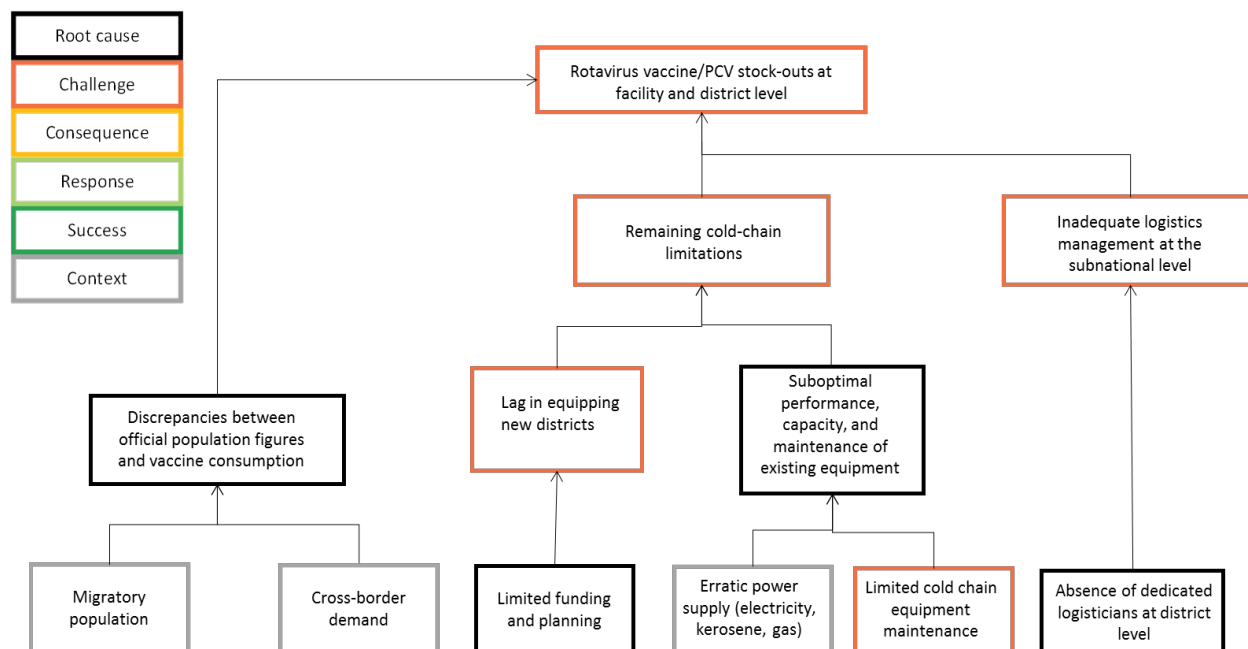 Root cause
Challenge
Consequence
Response
Success
Context
Rotavirus vaccine/PCV stock-outs at
facility and district level
Remaining cold-chain
limitations
Inadequate logistics
management at the
subnational level
Discrepancies between
official population figures
and vaccine consumption
Lag in equipping
new districts
Suboptimal
performance,
capacity, and
maintenance of
existing equipment
Migratory
population
Cross-border
demand
Limited funding
and planning
Erratic power
supply (electricity,
kerosene, gas)
Limited cold chain
equipment
maintenance
Absence of dedicated
logisticians at district
level